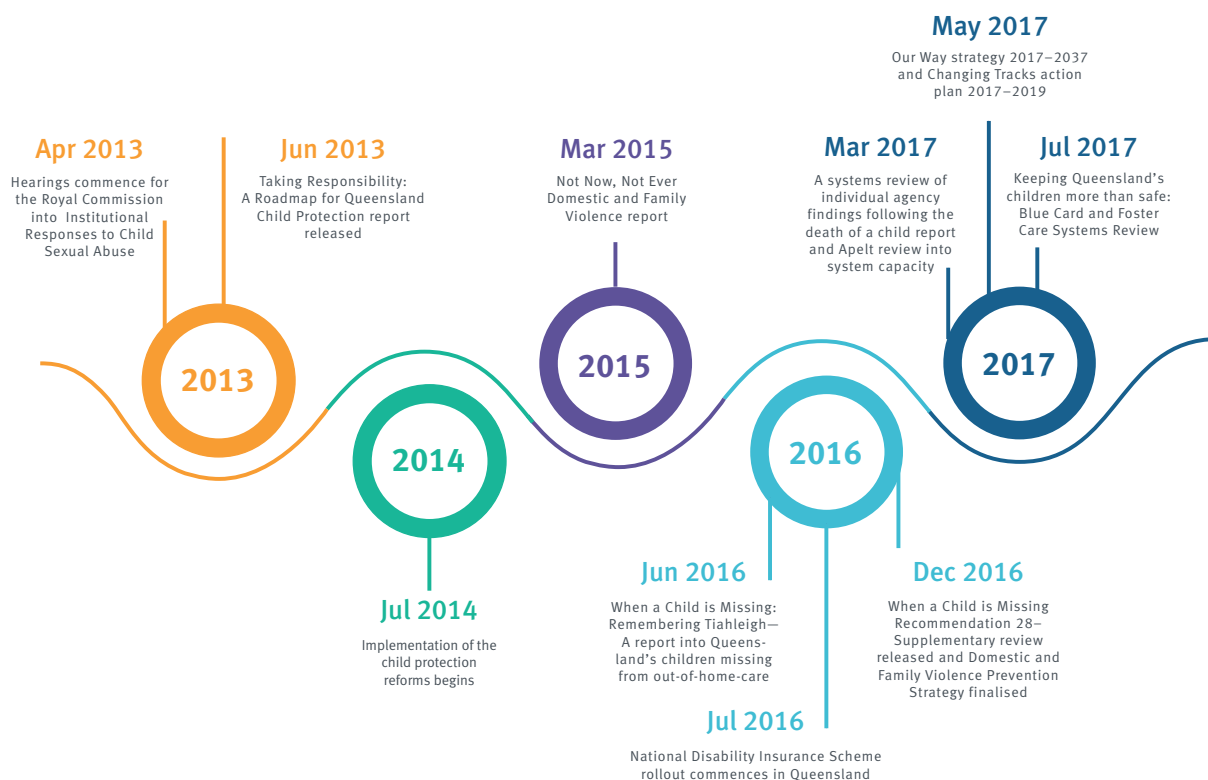 Apr 2013
Hearings commence for
the Royal Commission
into Institutional
Responses to Child
Sexual Abuse
Jun 2013
Taking Responsibility:
A Roadmap for Queensland
Child Protection report
released
2013
2014
Jul 2014
Implementation of the
child protection
reforms begins
Mar 2015
Not Now, Not Ever
Domestic and Family
Violence report
2015
2016
Jun 2016
When a Child is Missing:
Remembering Tiahleigh—
A report into Queens-
land’s children missing
from out-of-home-care
Jul 2016
National Disability Insurance Scheme
rollout commences in Queensland
Dec 2016
When a Child is Missing
Recommendation 28–
Supplementary review
released and Domestic and
Family Violence Prevention
Strategy finalised
Mar 2017
A systems review of
individual agency
findings following the
death of a child report
and Apelt review into
system capacity
May 2017
Our Way strategy 2017–2037
and Changing Tracks action
plan 2017–2019
Jul 2017
Keeping Queensland’s
children more than safe:
Blue Card and Foster
Care Systems Review
2017